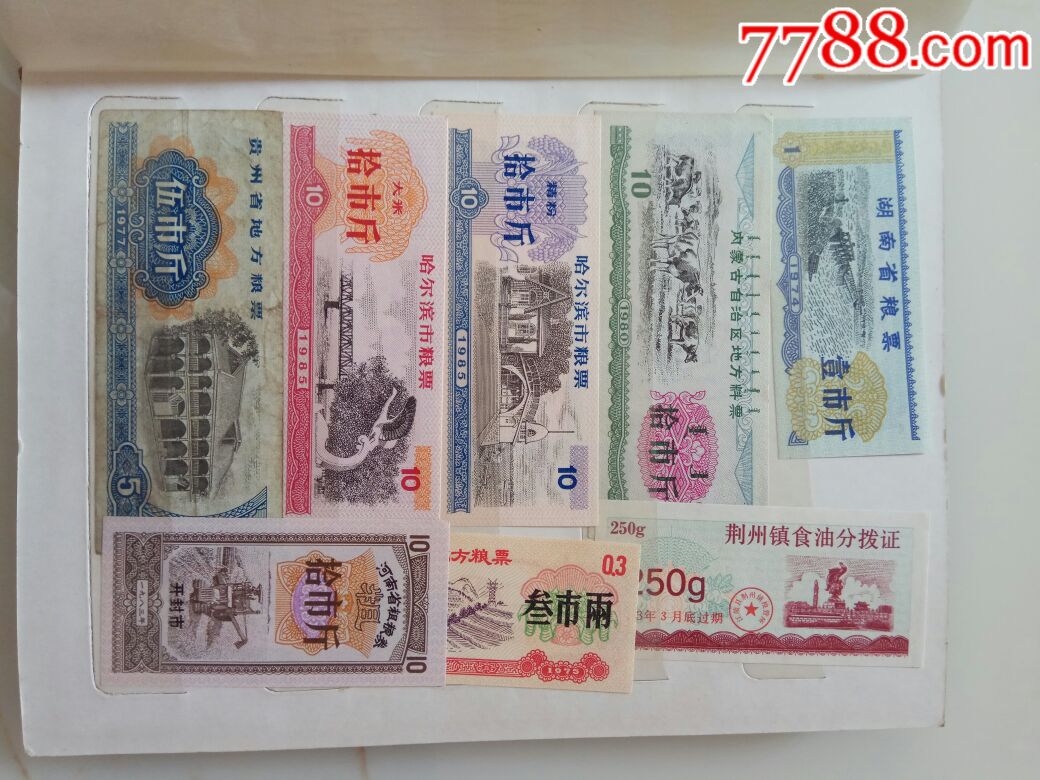 7788.com
贵州省地方粮票
伍市斤
1977
5
大米
拾市斤
10
哈尔滨市粮票
1985
10
精粉
拾市斤
10
哈尔滨市粮票
1985
10
10
内蒙古自治区地方料票
1980
拾市斤
1
湖南省粮票
1974
壹市斤
10
河南省粮票
拾市斤
开封市
10
方粮票
0.3
叁市两
1973
250g
荆州镇食油分拨证
250g
3年3月底过期